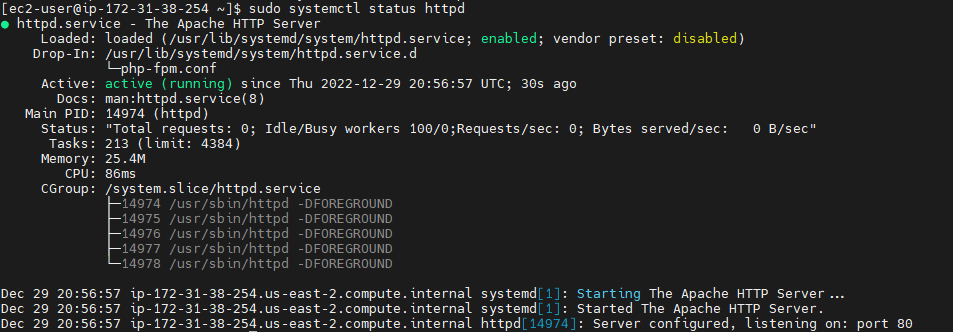 [ec2-user@ip-172-31-38-254 ~]$ sudo systemctl status httpd
● httpd.service - The Apache HTTP Server
     Loaded: loaded (/usr/lib/systemd/system/httpd.service; enabled; vendor preset: disabled)
    Drop-In: /usr/lib/systemd/system/httpd.service.d
             └─php-fpm.conf
     Active: active (running) since Thu 2022-12-29 20:56:57 UTC; 30s ago
       Docs: man:httpd.service(8)
   Main PID: 14974 (httpd)
     Status: "Total requests: 0; Idle/Busy workers 100/0;Requests/sec: 0; Bytes served/sec:   0 B/sec"
      Tasks: 213 (limit: 4384)
     Memory: 25.4M
        CPU: 86ms
     CGroup: /system.slice/httpd.service
             ├─14974 /usr/sbin/httpd -DFOREGROUND
             ├─14975 /usr/sbin/httpd -DFOREGROUND
             ├─14976 /usr/sbin/httpd -DFOREGROUND
             ├─14977 /usr/sbin/httpd -DFOREGROUND
             └─14978 /usr/sbin/httpd -DFOREGROUND
Dec 29 20:56:57 ip-172-31-38-254.us-east-2.compute.internal systemd[1]: Starting The Apache HTTP Server...
Dec 29 20:56:57 ip-172-31-38-254.us-east-2.compute.internal systemd[1]: Started The Apache HTTP Server.
Dec 29 20:56:57 ip-172-31-38-254.us-east-2.compute.internal httpd[14974]: Server configured, listening on: port 80